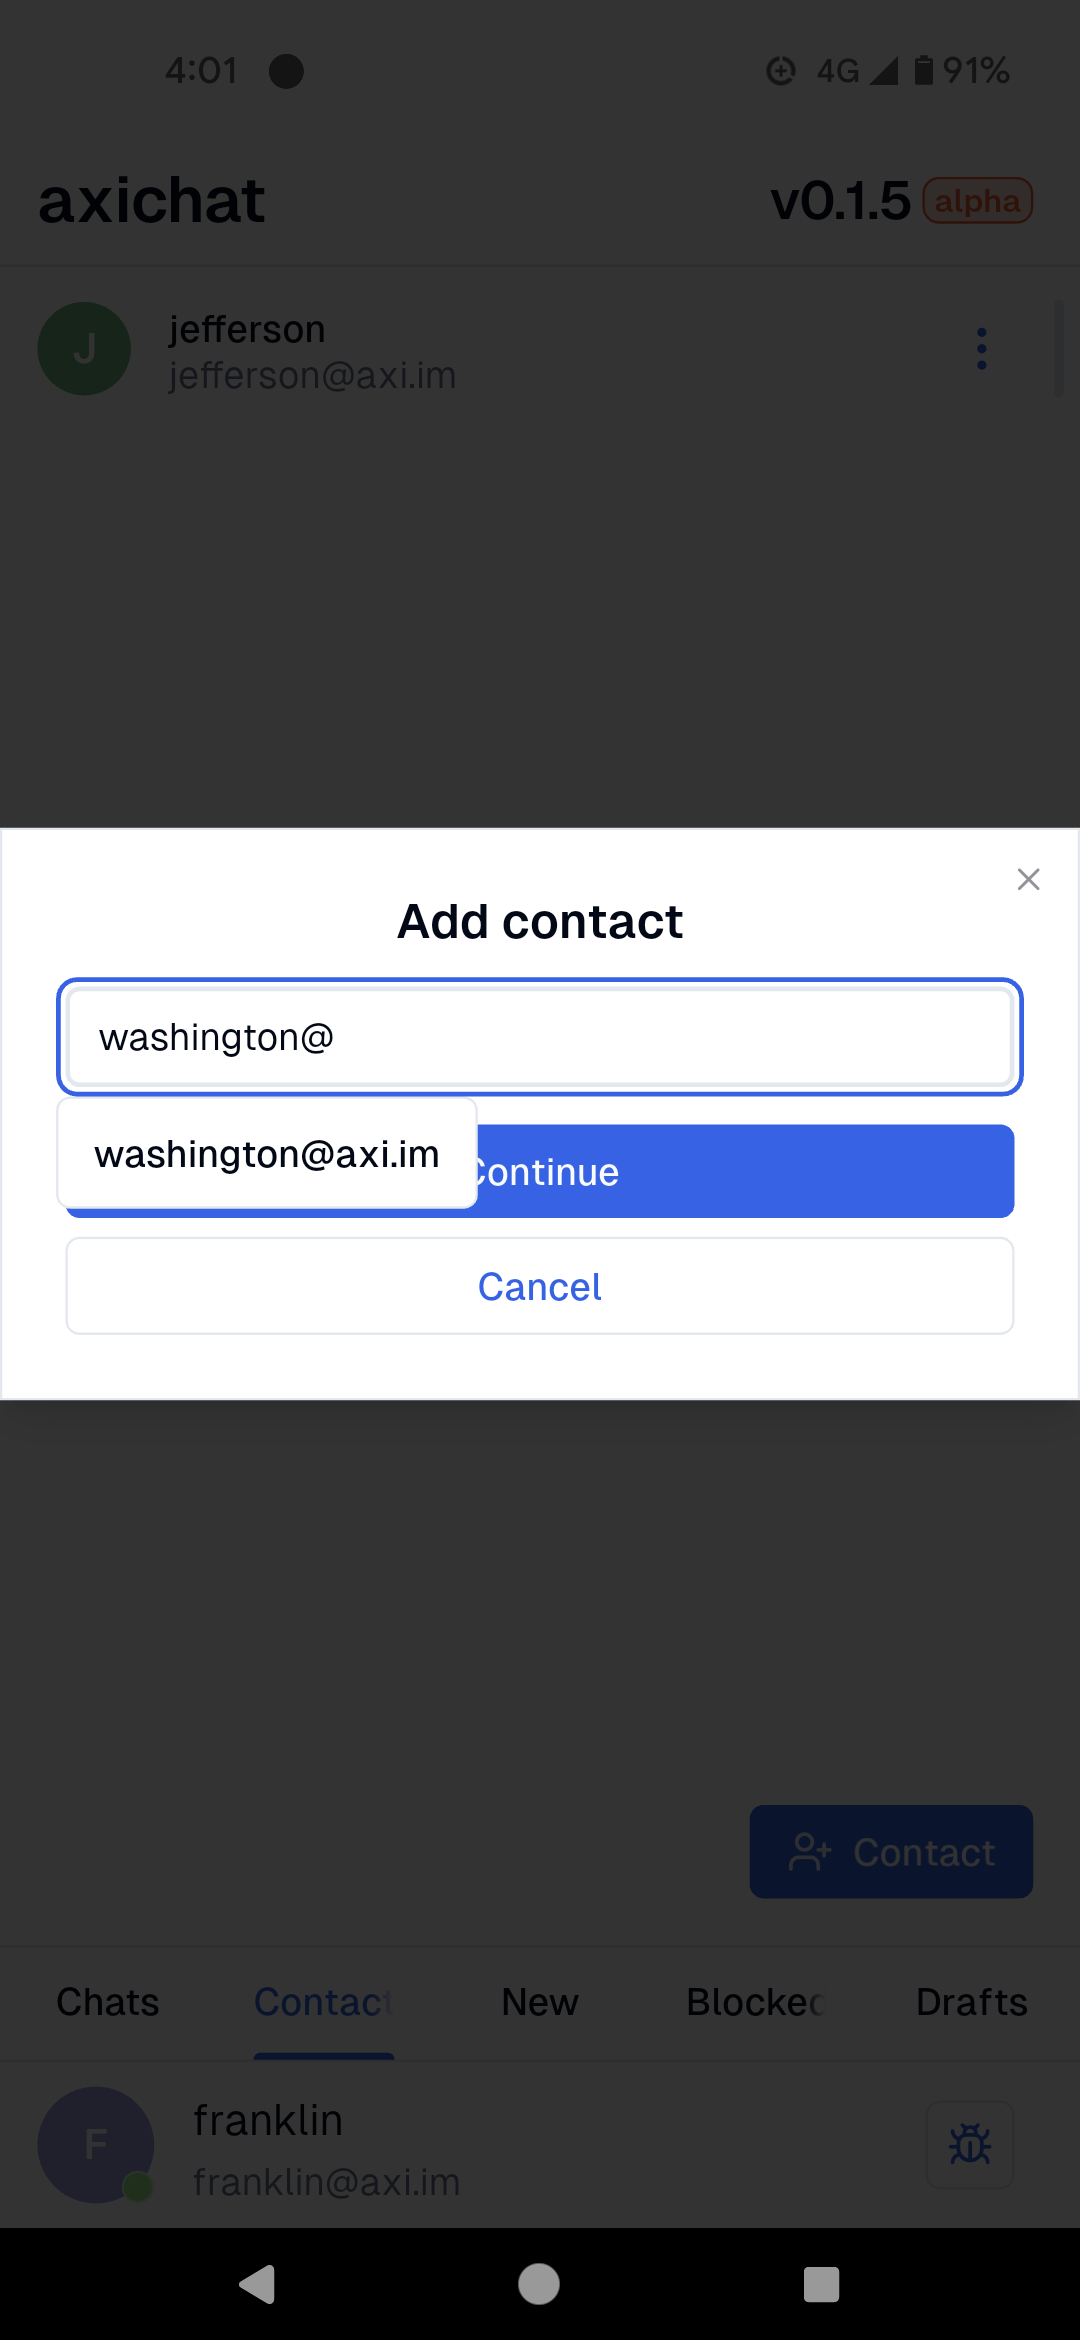 4:01 4G 91%
axichat v0.1.5 alpha
J jefferson
jefferson@axi.im
Add contact
washington@
washington@axi.im
Continue
Cancel
Contact
Chats Contact New Blocked Drafts
F franklin
franklin@axi.im